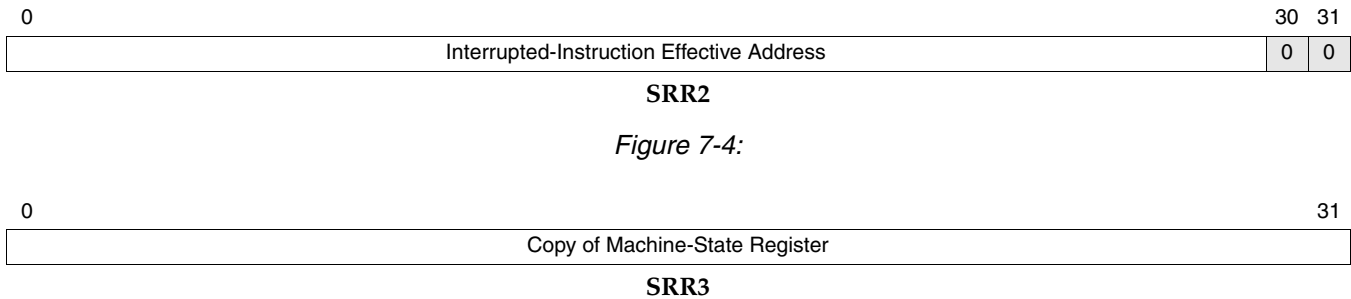 0 30 31
Interrupted-Instruction Effective Address 0 0
SRR2
Figure 7-4:
0 31
Copy of Machine-State Register
SRR3